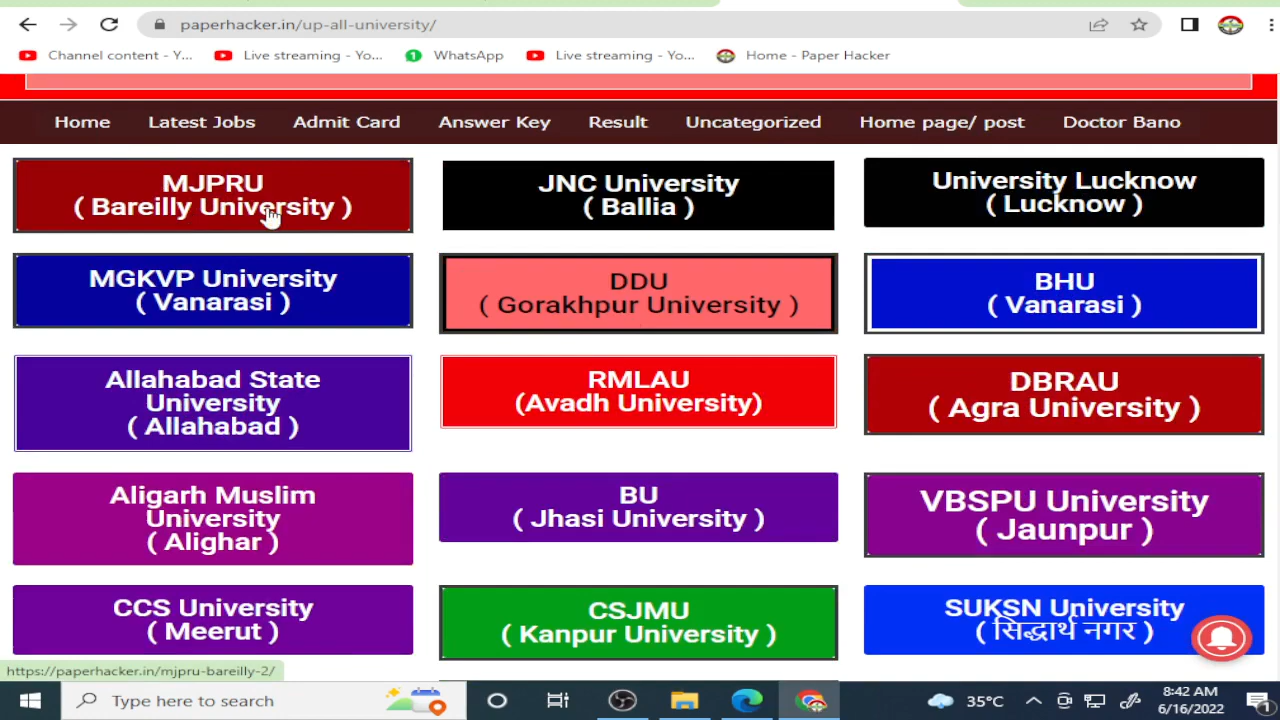 paperhacker.in/up-all-university/
Channel content - Y...
Live streaming - Yo...
1
WhatsApp
Live streaming - Yo...
Home - Paper Hacker
Home
Latest Jobs
Admit Card
Answer Key
Result
Uncategorized
Home page/ post
Doctor Bano
MJPRU
( Bareilly University )
JNC University
( Ballia )
University Lucknow
( Lucknow )
MGKVP University
( Vanarasi )
DDU
( Gorakhpur University )
BHU
( Vanarasi )
Allahabad State
University
( Allahabad )
RMLAU
(Avadh University)
DBRAU
( Agra University )
Aligarh Muslim
University
( Alighar )
BU
( Jhasi University )
VBSPU University
( Jaunpur )
CCS University
( Meerut )
CSJMU
( Kanpur University )
SUKSN University
( सिद्धार्थ नगर )
https://paperhacker.in/mjpru-bareilly-2/
Type here to search
35°C
8:42 AM
6/16/2022
1